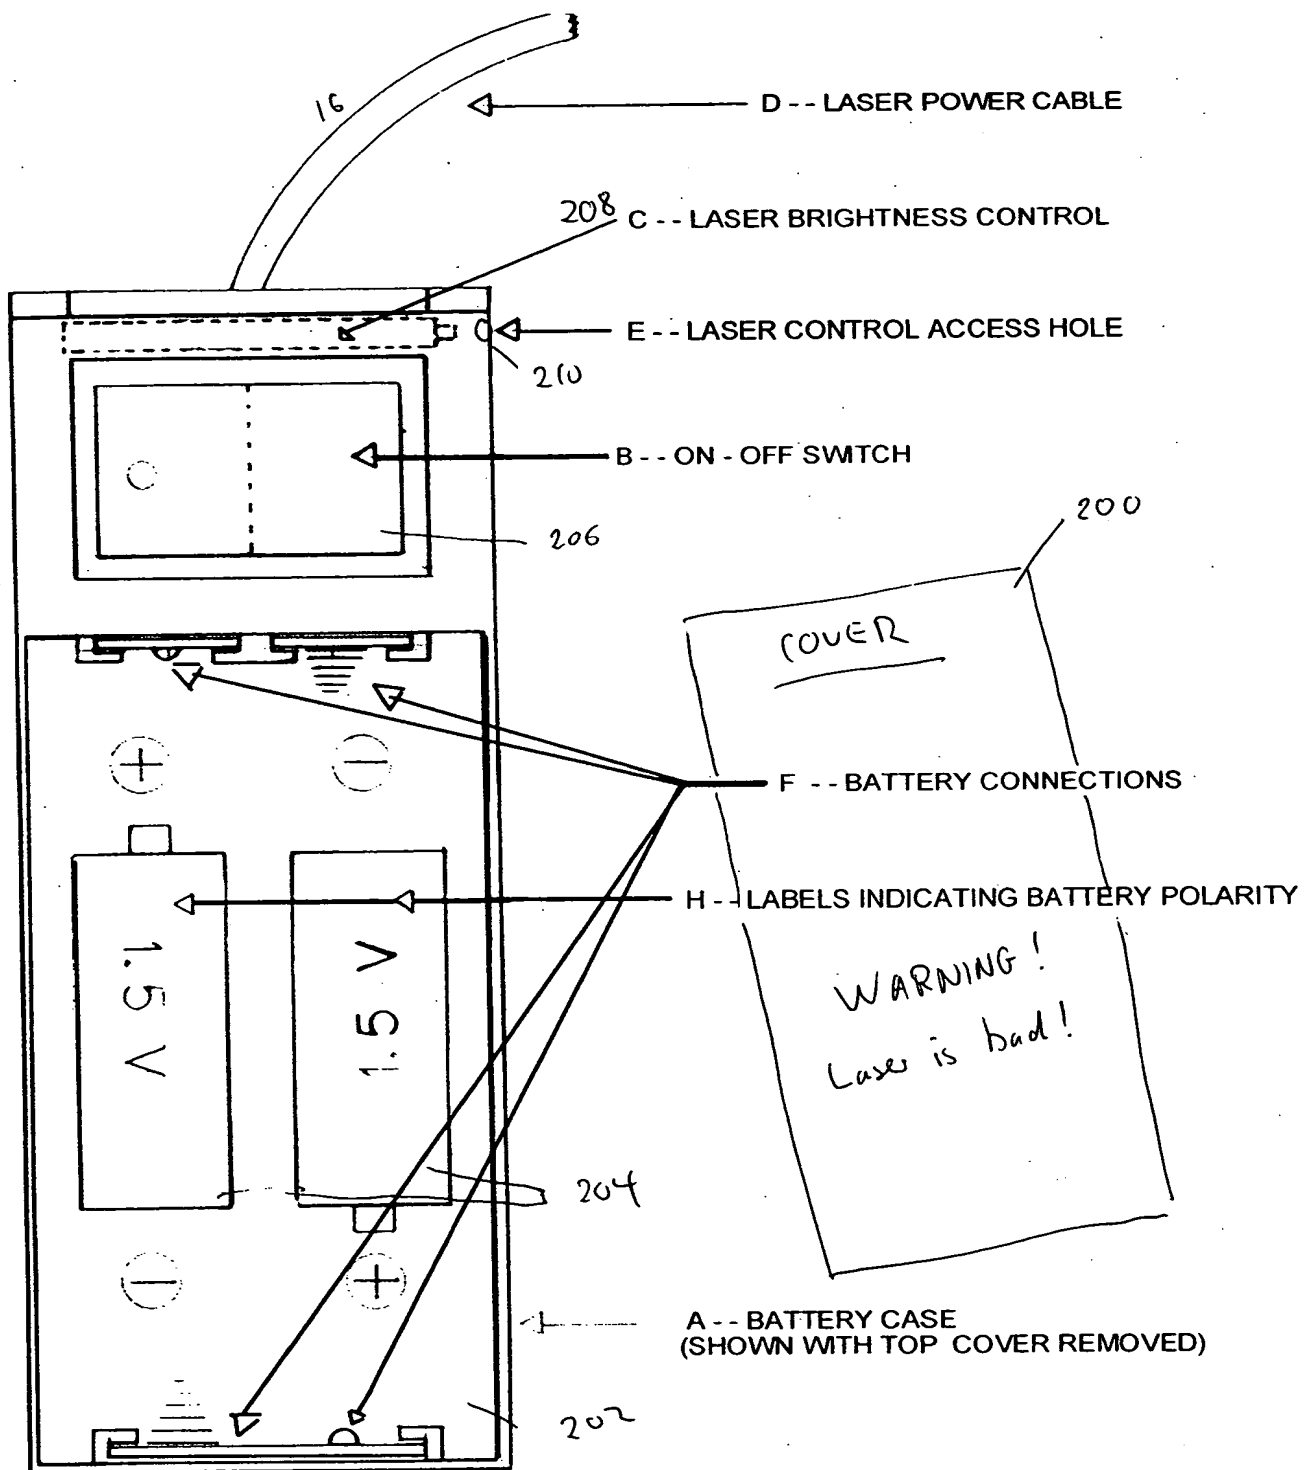 16
D -- LASER POWER CABLE
208 C -- LASER BRIGHTNESS CONTROL
E -- LASER CONTROL ACCESS HOLE
210
B -- ON - OFF SWITCH
206
200
COVER
+
−
F -- BATTERY CONNECTIONS
H -- LABELS INDICATING BATTERY POLARITY
1.5 V
1.5 V
WARNING!
Laser is bad!
204
−
+
A -- BATTERY CASE
(SHOWN WITH TOP COVER REMOVED)
202